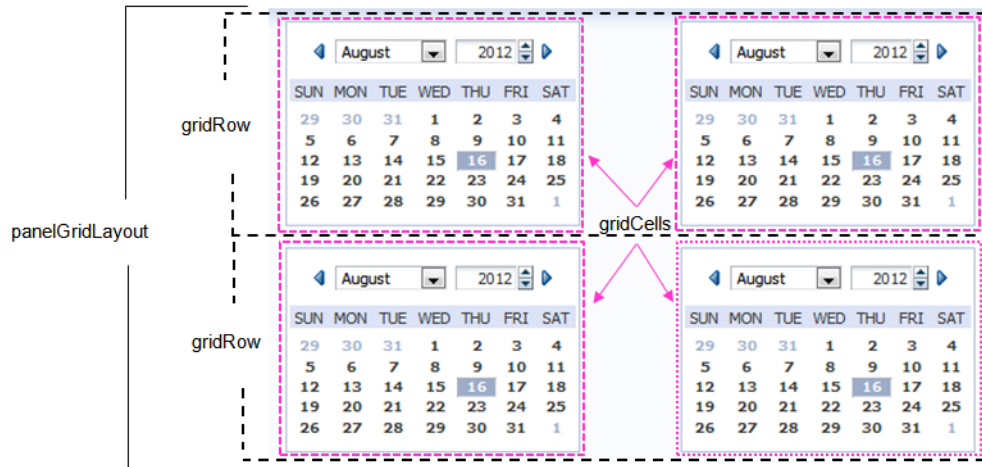 August 2012 August 2012
SUN MON TUE WED THU FRI SAT SUN MON TUE WED THU FRI SAT
29 30 31 1 2 3 4 29 30 31 1 2 3 4
gridRow
5 6 7 8 9 10 11 5 6 7 8 9 10 11
12 13 14 15 16 17 18 12 13 14 15 16 17 18
19 20 21 22 23 24 25 19 20 21 22 23 24 25
26 27 28 29 30 31 1 26 27 28 29 30 31 1
gridCells
panelGridLayout
August 2012 August 2012
SUN MON TUE WED THU FRI SAT SUN MON TUE WED THU FRI SAT
gridRow
29 30 31 1 2 3 4 29 30 31 1 2 3 4
5 6 7 8 9 10 11 5 6 7 8 9 10 11
12 13 14 15 16 17 18 12 13 14 15 16 17 18
19 20 21 22 23 24 25 19 20 21 22 23 24 25
26 27 28 29 30 31 1 26 27 28 29 30 31 1